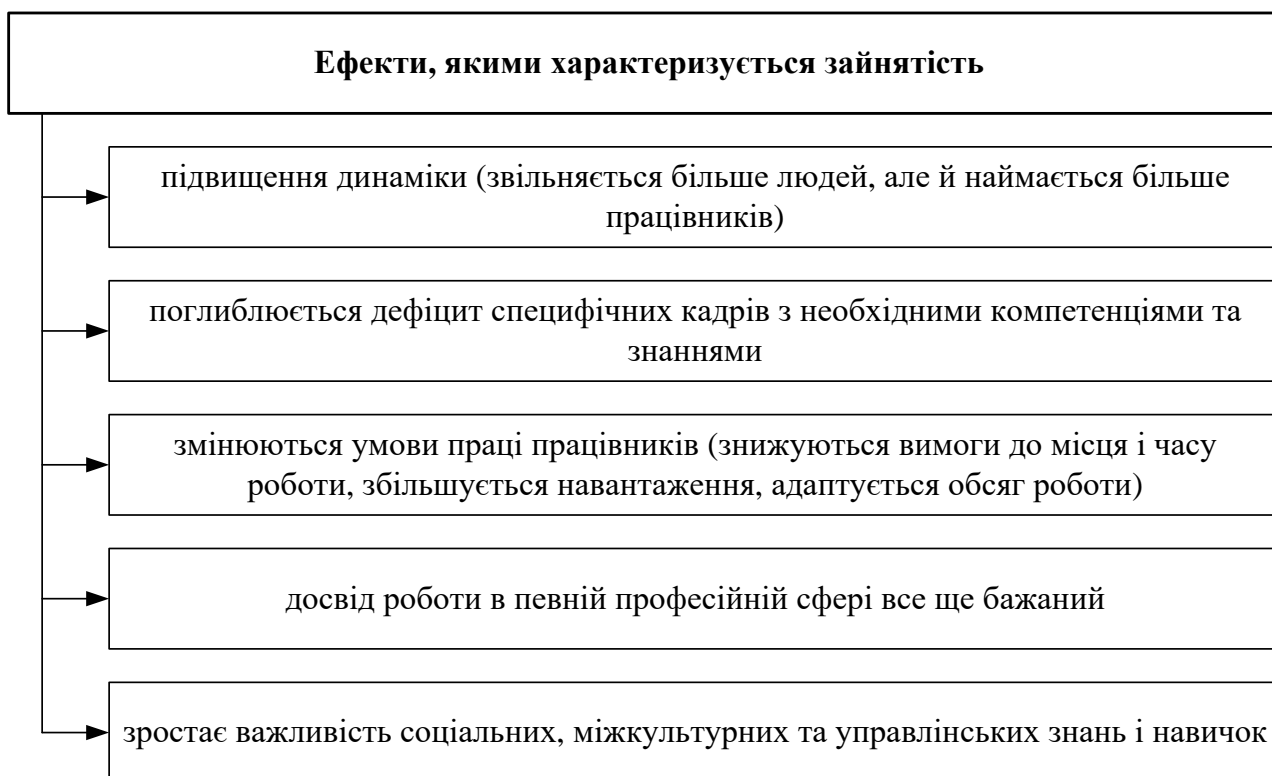 Ефекти, якими характеризується зайнятість
підвищення динаміки (звільняється більше людей, але й наймається більше
працівників)
поглиблюється дефіцит специфічних кадрів з необхідними компетенціями та
знаннями
змінюються умови праці працівників (знижуються вимоги до місця і часу
роботи, збільшується навантаження, адаптується обсяг роботи)
досвід роботи в певній професійній сфері все ще бажаний
зростає важливість соціальних, міжкультурних та управлінських знань і навичок